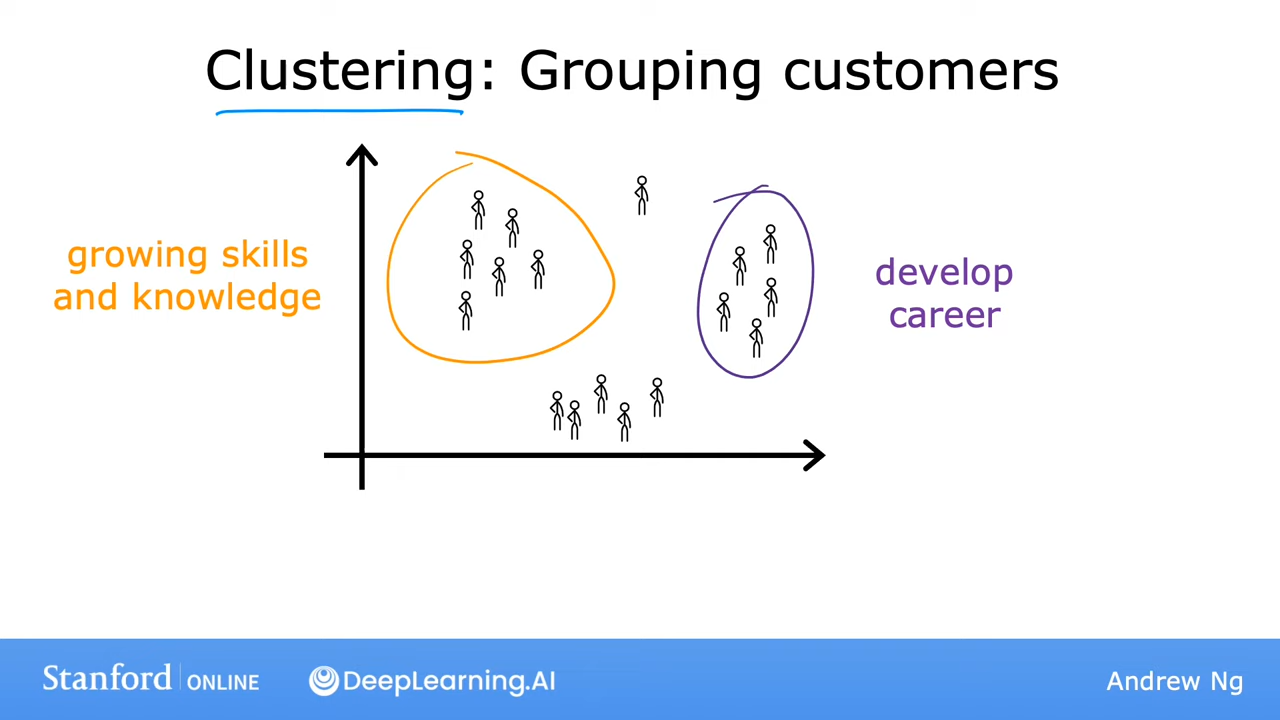 Clustering: Grouping customers
growing skills
and knowledge
develop
career
Stanford ONLINE
DeepLearning.AI
Andrew Ng